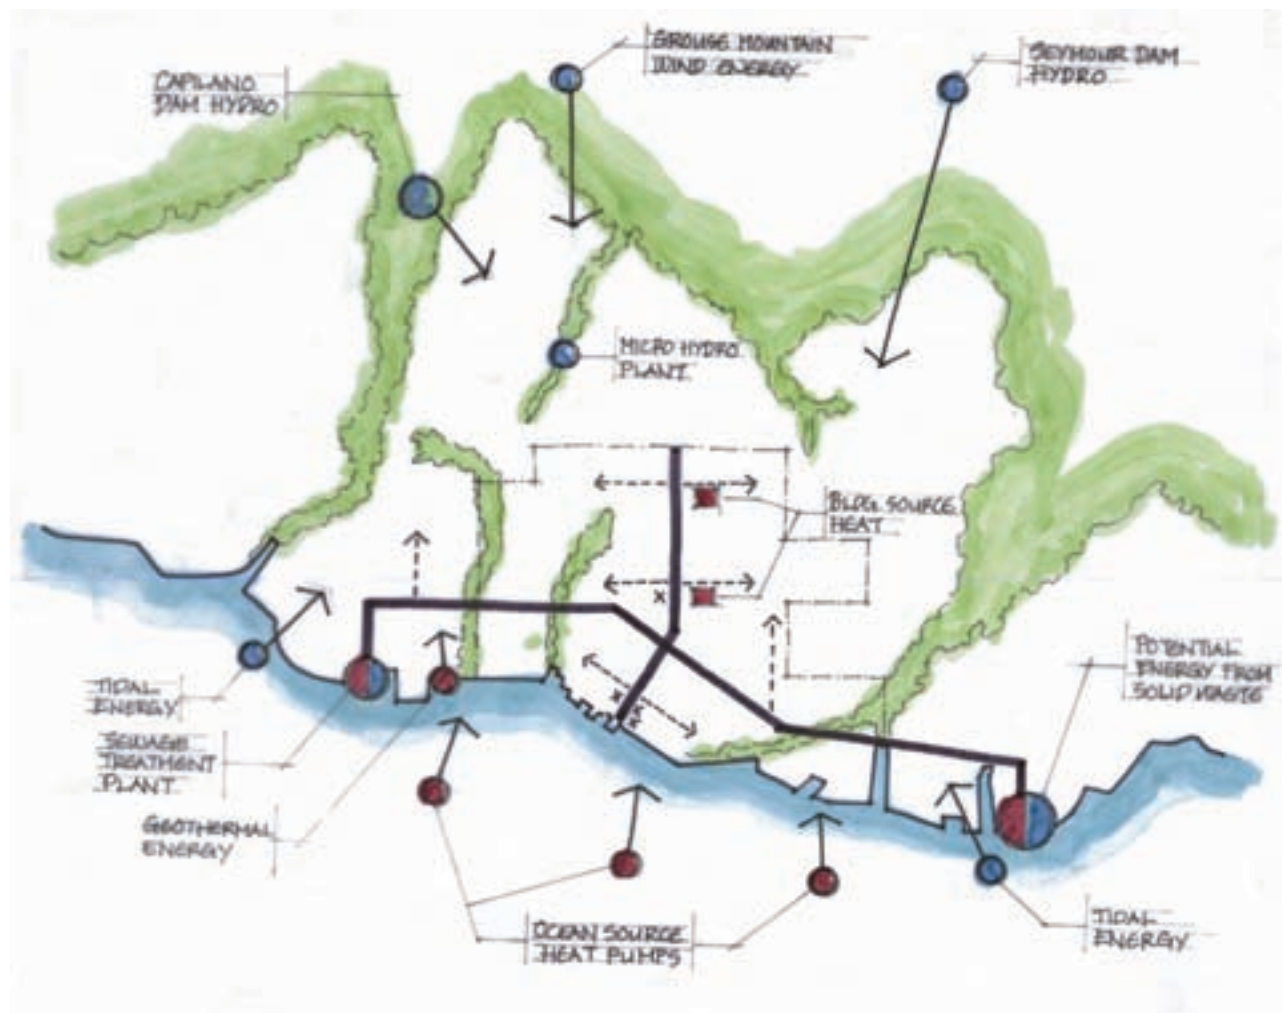 GROUSE MOUNTAIN
WIND ENERGY
SEYMOUR DAM
HYDRO
CAPILANO
DAM HYDRO
MICRO HYDRO
PLANT
BLDG. SOURCE
HEAT
X
X
X
X
POTENTIAL
ENERGY FROM
SOLID WASTE
TIDAL
ENERGY
SEWAGE
TREATMENT
PLANT
GEOTHERMAL
ENERGY
OCEAN SOURCE
HEAT PUMPS
TIDAL
ENERGY